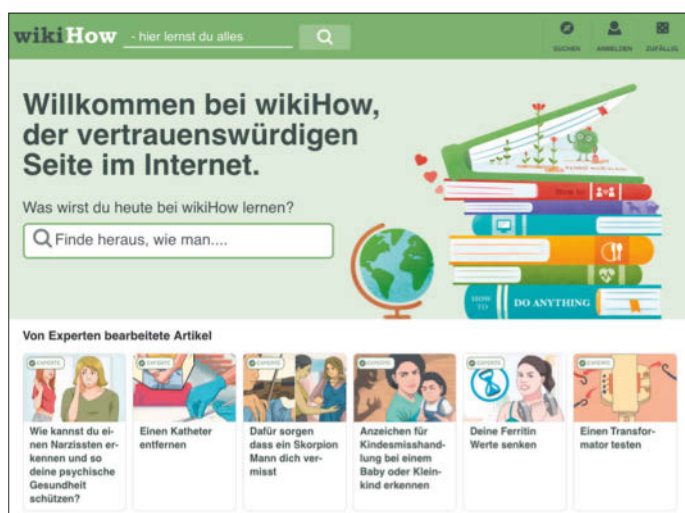 wikiHow - hier lernst du alles
SUCHEN ANMELDEN ZUFÄLLIG
Willkommen bei wikiHow,
der vertrauenswürdigen
Seite im Internet.
Was wirst du heute bei wikiHow lernen?
Finde heraus, wie man....
HOW TO
DO ANYTHING
Von Experten bearbeitete Artikel
EXPERTE
Wie kannst du ei-
nen Narzissten er-
kennen und so
deine psychische
Gesundheit
schützen?
EXPERTE
Einen Katheter
entfernen
EXPERTE
Dafür sorgen
dass ein Skorpion
Mann dich ver-
misst
EXPERTE
Anzeichen für
Kindesmisshand-
lung bei einem
Baby oder Klein-
kind erkennen
EXPERTE
Deine Ferritin
Werte senken
EXPERTE
Einen Transfor-
mator testen